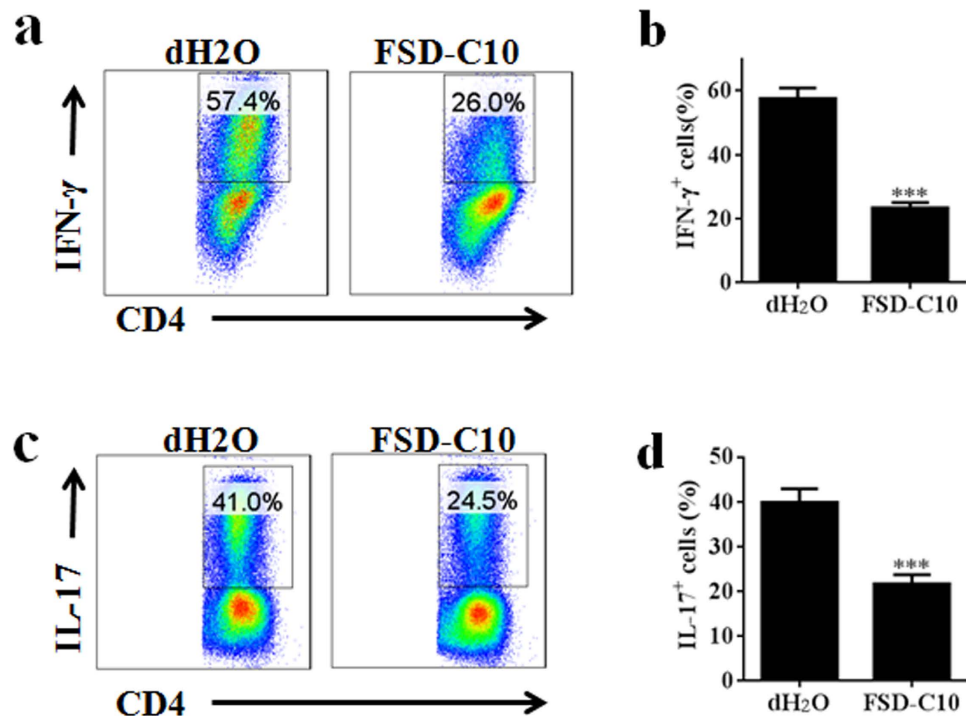 a
dH2O
FSD-C10
57.4%
26.0%
IFN-γ
CD4
b
IFN-γ⁺ cells(%)
60
40
20
0
***
dH₂O
FSD-C10
c
dH2O
FSD-C10
41.0%
24.5%
IL-17
CD4
d
IL-17⁺ cells (%)
50
40
30
20
10
0
***
dH₂O
FSD-C10